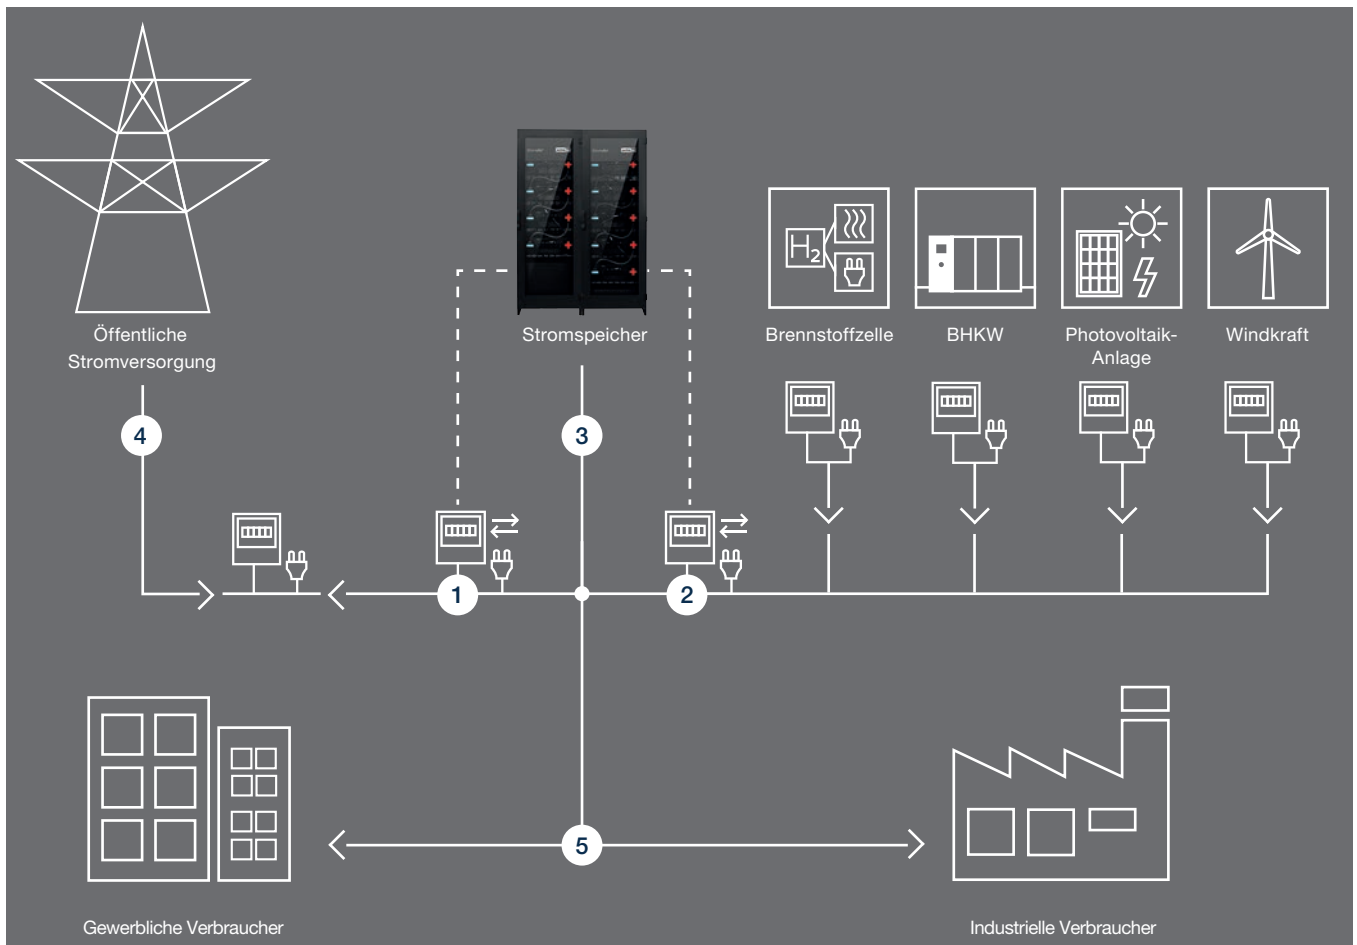 Öffentliche
Stromversorgung
Stromspeicher
H2
Brennstoffzelle
BHKW
Photovoltaik-
Anlage
Windkraft
4
3
1
2
5
Gewerbliche Verbraucher
Industrielle Verbraucher